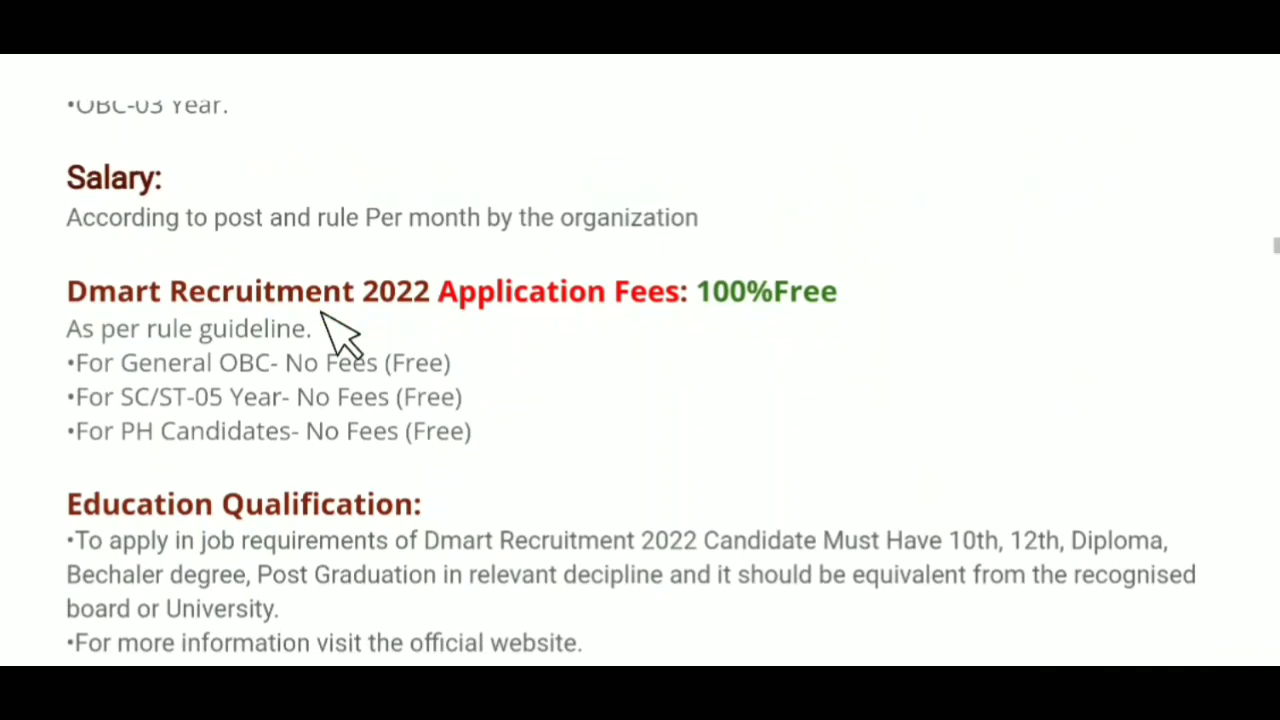 •OBC-03 Year.
Salary:
According to post and rule Per month by the organization
Dmart Recruitment 2022 Application Fees: 100%Free
As per rule guideline.
•For General OBC- No Fees (Free)
•For SC/ST-05 Year- No Fees (Free)
•For PH Candidates- No Fees (Free)
Education Qualification:
•To apply in job requirements of Dmart Recruitment 2022 Candidate Must Have 10th, 12th, Diploma,
Bechaler degree, Post Graduation in relevant decipline and it should be equivalent from the recognised
board or University.
•For more information visit the official website.